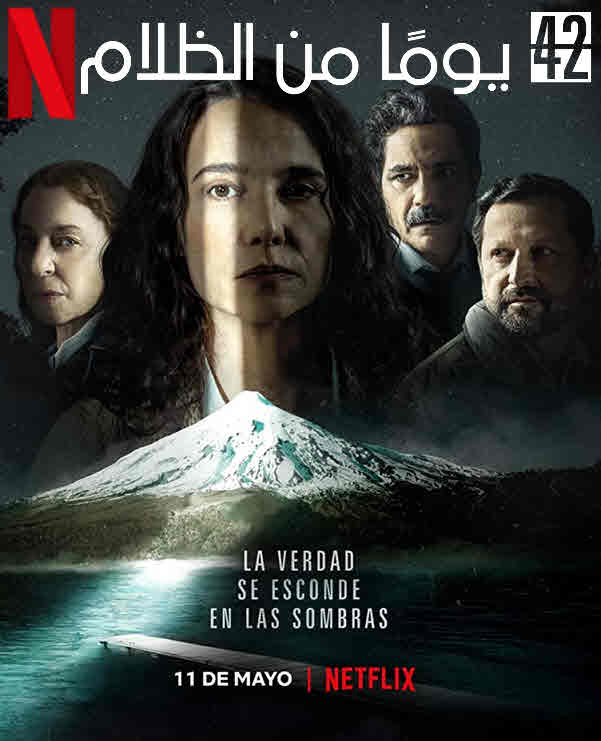 42 يومًا من الظلام
LA VERDAD
SE ESCONDE
EN LAS SOMBRAS
11 DE MAYO | NETFLIX